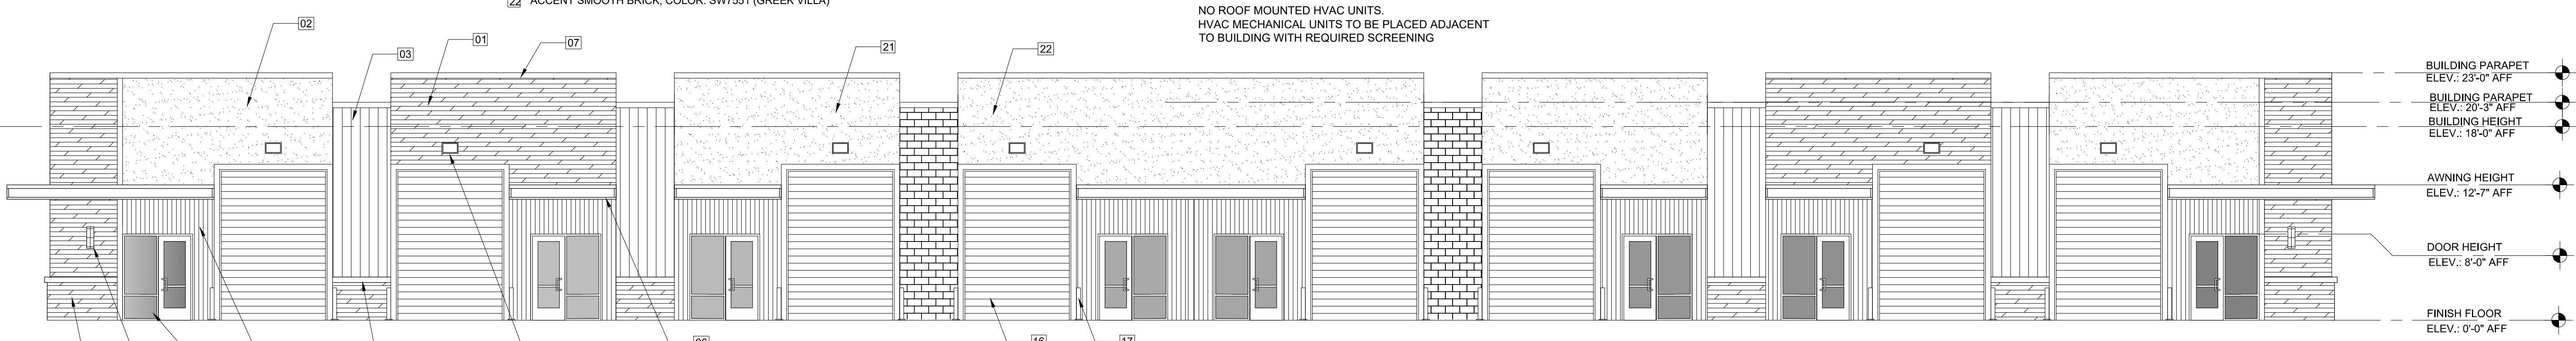 22 ACCENT SMOOTH BRICK, COLOR: SW7551 (GREEK VILLA)
NO ROOF MOUNTED HVAC UNITS.
HVAC MECHANICAL UNITS TO BE PLACED ADJACENT
TO BUILDING WITH REQUIRED SCREENING
02
03
01
07
21
22
BUILDING PARAPET
ELEV.: 23'-0" AFF
BUILDING PARAPET
ELEV.: 20'-3" AFF
BUILDING HEIGHT
ELEV.: 18'-0" AFF
AWNING HEIGHT
ELEV.: 12'-7" AFF
DOOR HEIGHT
ELEV.: 8'-0" AFF
FINISH FLOOR
ELEV.: 0'-0" AFF
06
16
17